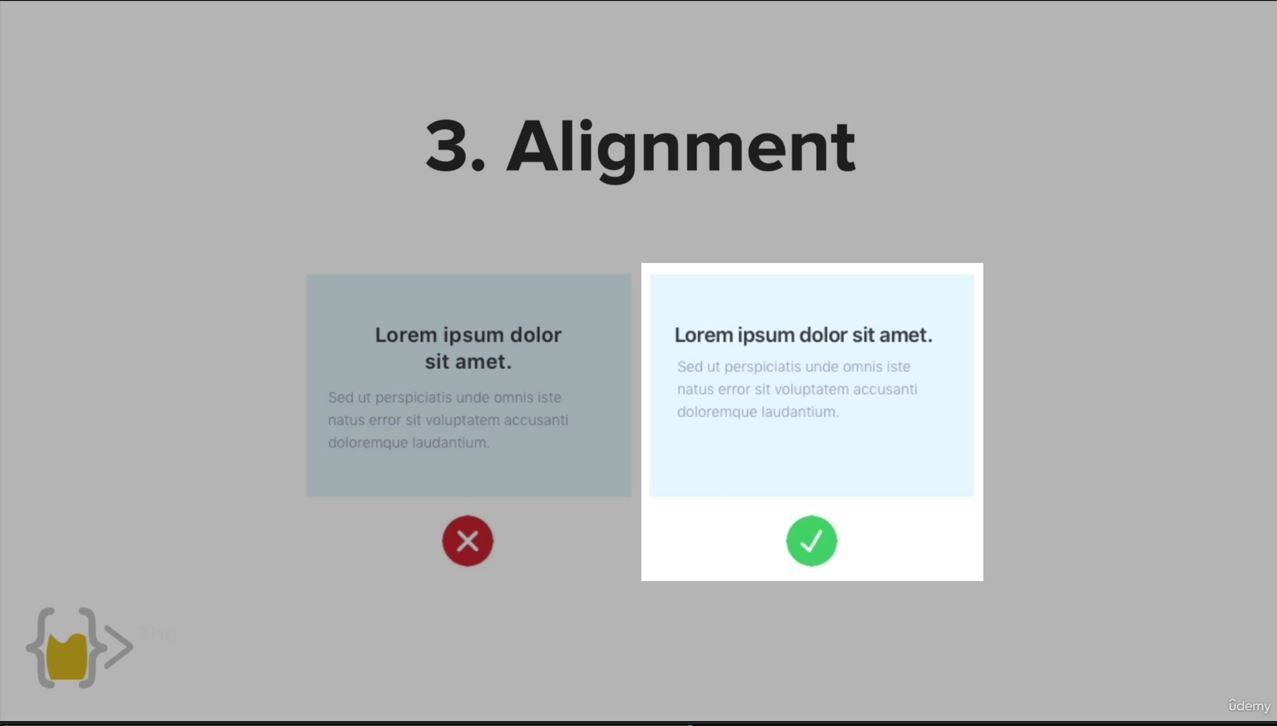 3. Alignment
Lorem ipsum dolor
sit amet.
Sed ut perspiciatis unde omnis iste
natus error sit voluptatem accusanti
doloremque laudantium.
Lorem ipsum dolor sit amet.
Sed ut perspiciatis unde omnis iste
natus error sit voluptatem accusanti
doloremque laudantium.
The
ûdemy